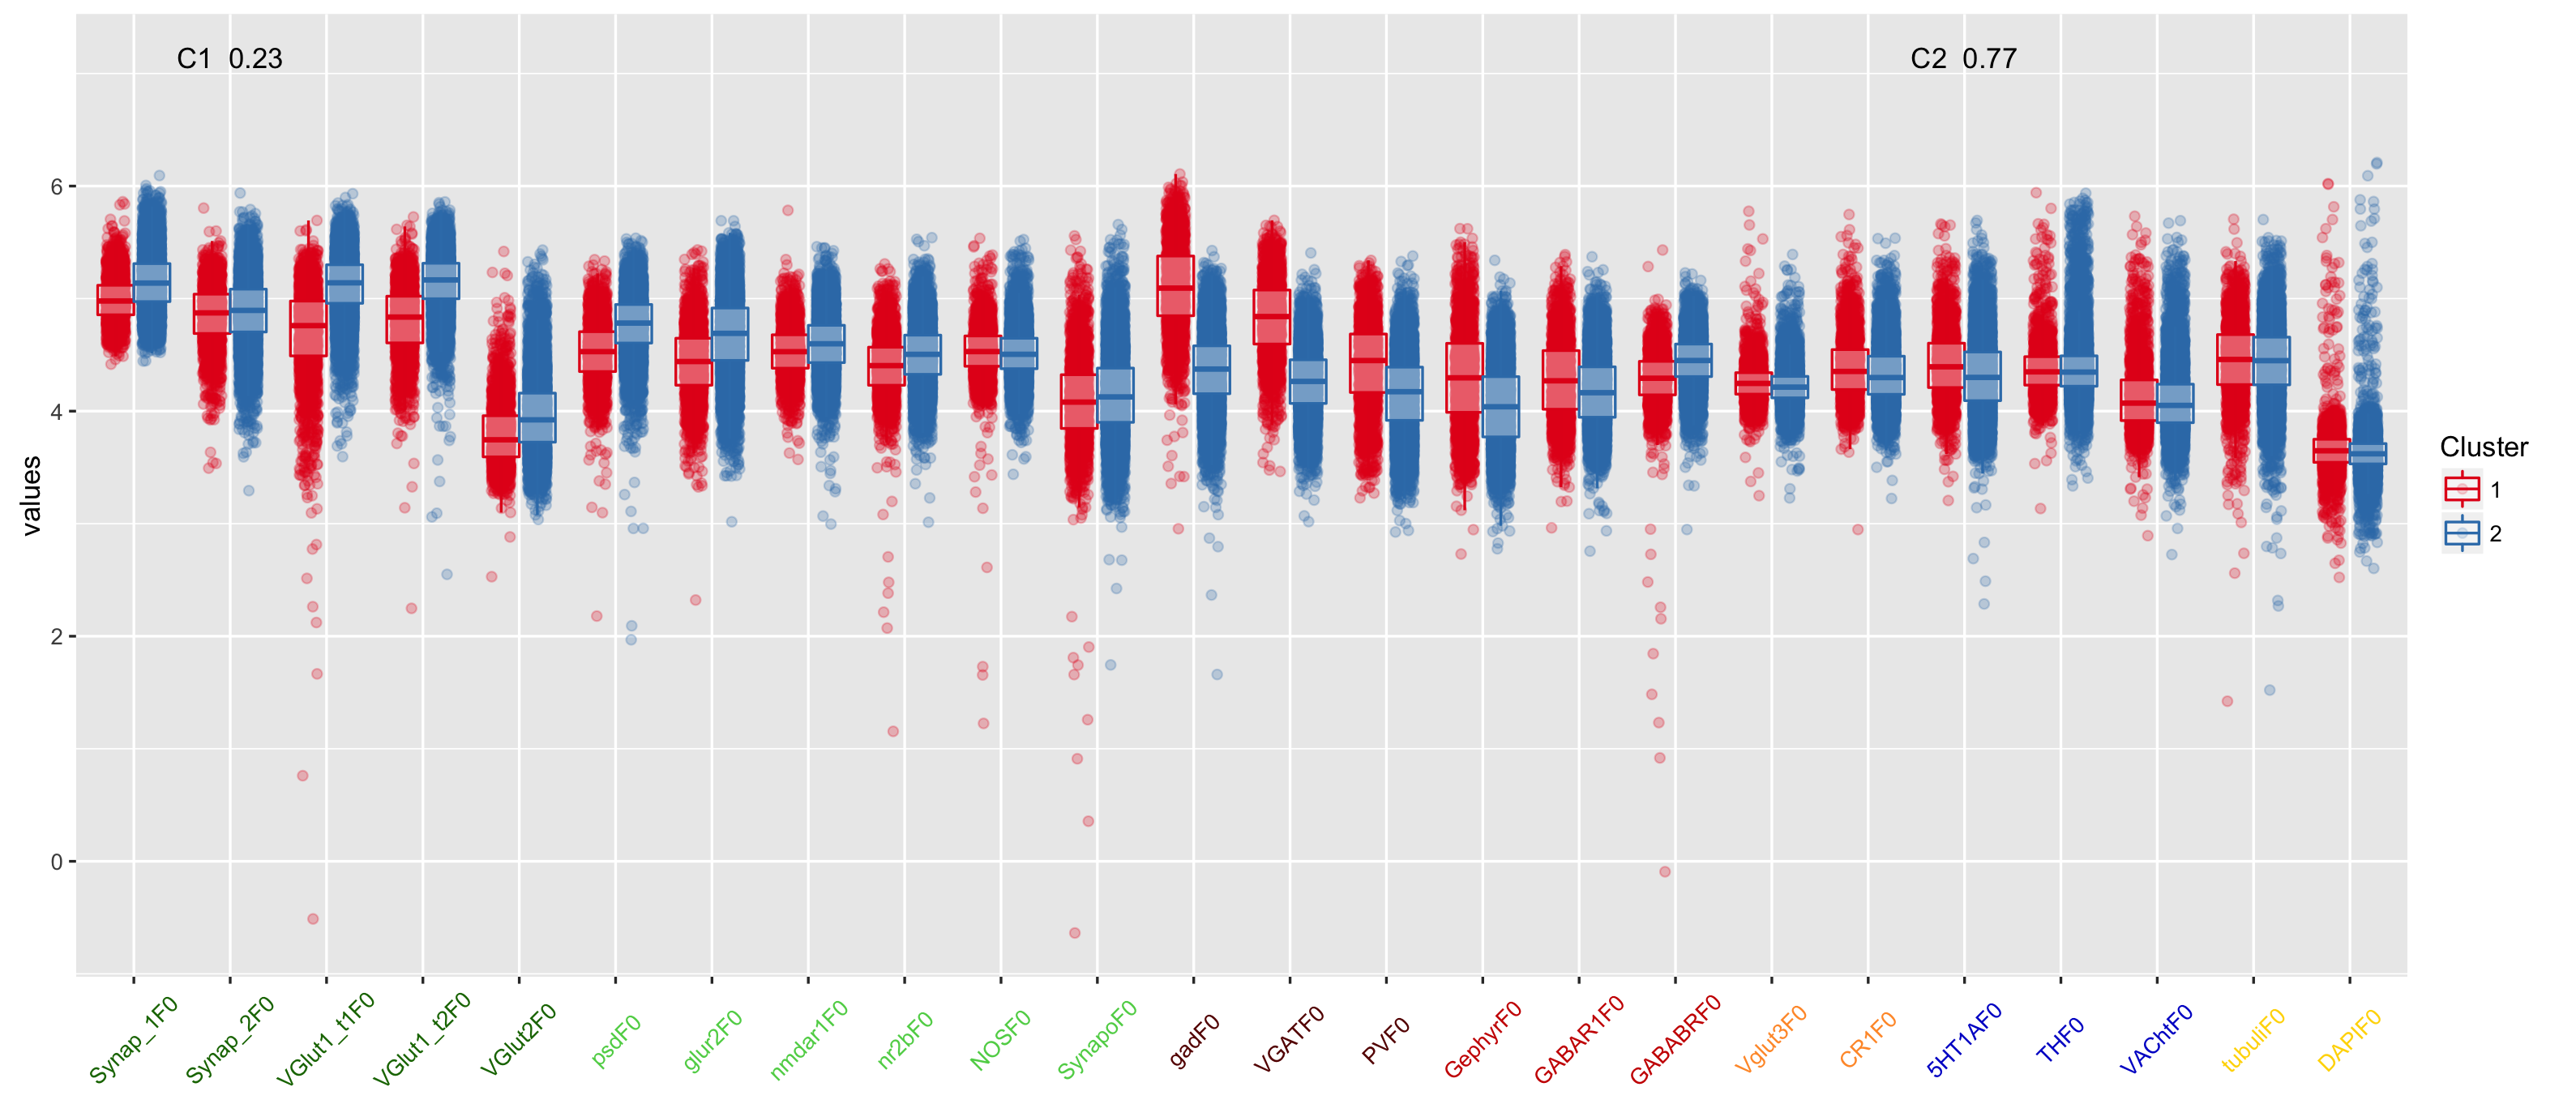 C1 0.23
C2 0.77
6
4
2
0
values
Synap_1F0
Synap_2F0
VGlut1_t1F0
VGlut1_t2F0
VGlut2F0
psdF0
glur2F0
nmdar1F0
nr2bF0
NOSF0
SynapoF0
gadF0
VGATF0
PVF0
GephyrF0
GABAR1F0
GABABRF0
Vglut3F0
CR1F0
5HT1AF0
THF0
VAChtF0
tubuliF0
DAPIF0
Cluster
1
2